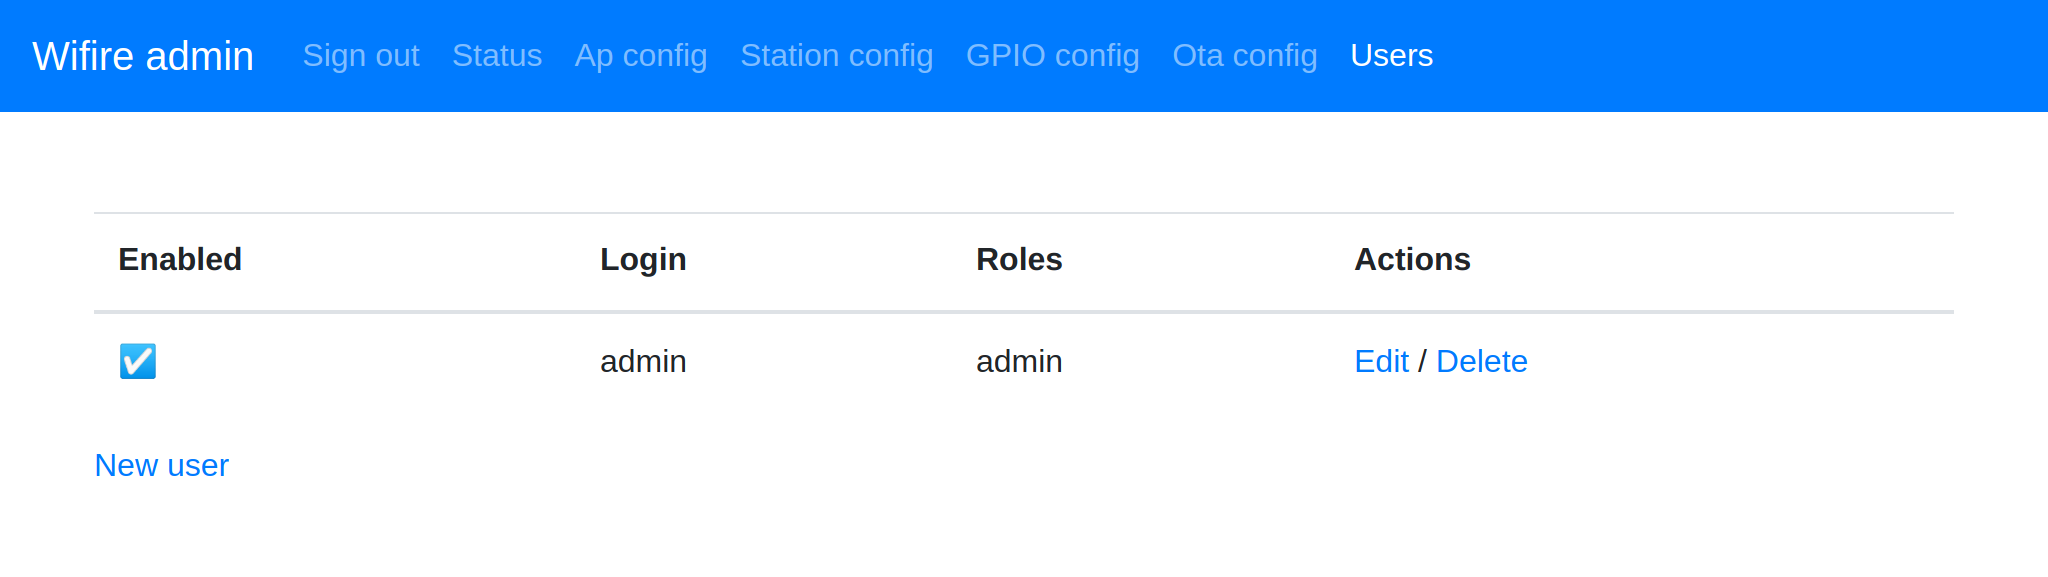 Wifire admin Sign out Status Ap config Station config GPIO config Ota config Users
Enabled Login Roles Actions
☑️ admin admin Edit / Delete
New user